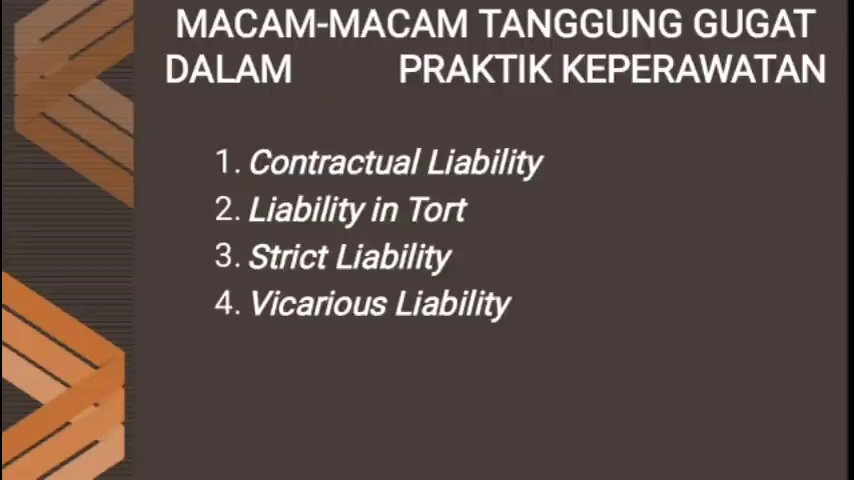 MACAM-MACAM TANGGUNG GUGAT
DALAM PRAKTIK KEPERAWATAN
1. Contractual Liability
2. Liability in Tort
3. Strict Liability
4. Vicarious Liability